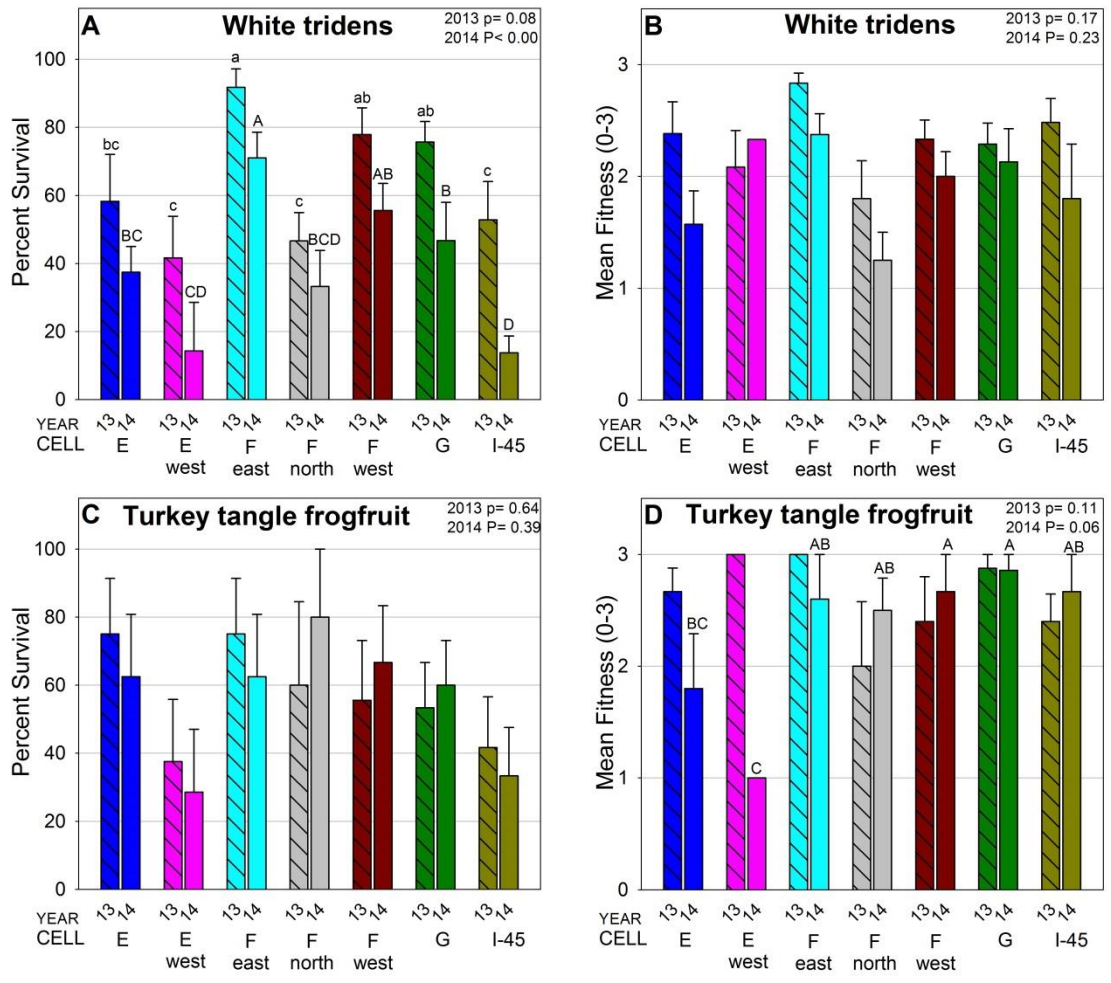 A White tridens 2013 p= 0.08
2014 P< 0.00
Percent Survival
100
80
60
40
20
0
bc BC c CD a A c BCD ab AB ab B c D
YEAR 13 14 13 14 13 14 13 14 13 14 13 14 13 14
CELL E E F F F G I-45
west east north west
B White tridens 2013 p= 0.17
2014 P= 0.23
Mean Fitness (0-3)
3
2
1
0
YEAR 13 14 13 14 13 14 13 14 13 14 13 14 13 14
CELL E E F F F G I-45
west east north west
C Turkey tangle frogfruit 2013 p= 0.64
2014 P= 0.39
Percent Survival
100
80
60
40
20
0
YEAR 13 14 13 14 13 14 13 14 13 14 13 14 13 14
CELL E E F F F G I-45
west east north west
D Turkey tangle frogfruit 2013 p= 0.11
2014 P= 0.06
Mean Fitness (0-3)
3
2
1
0
BC C AB AB A A AB
YEAR 13 14 13 14 13 14 13 14 13 14 13 14 13 14
CELL E E F F F G I-45
west east north west